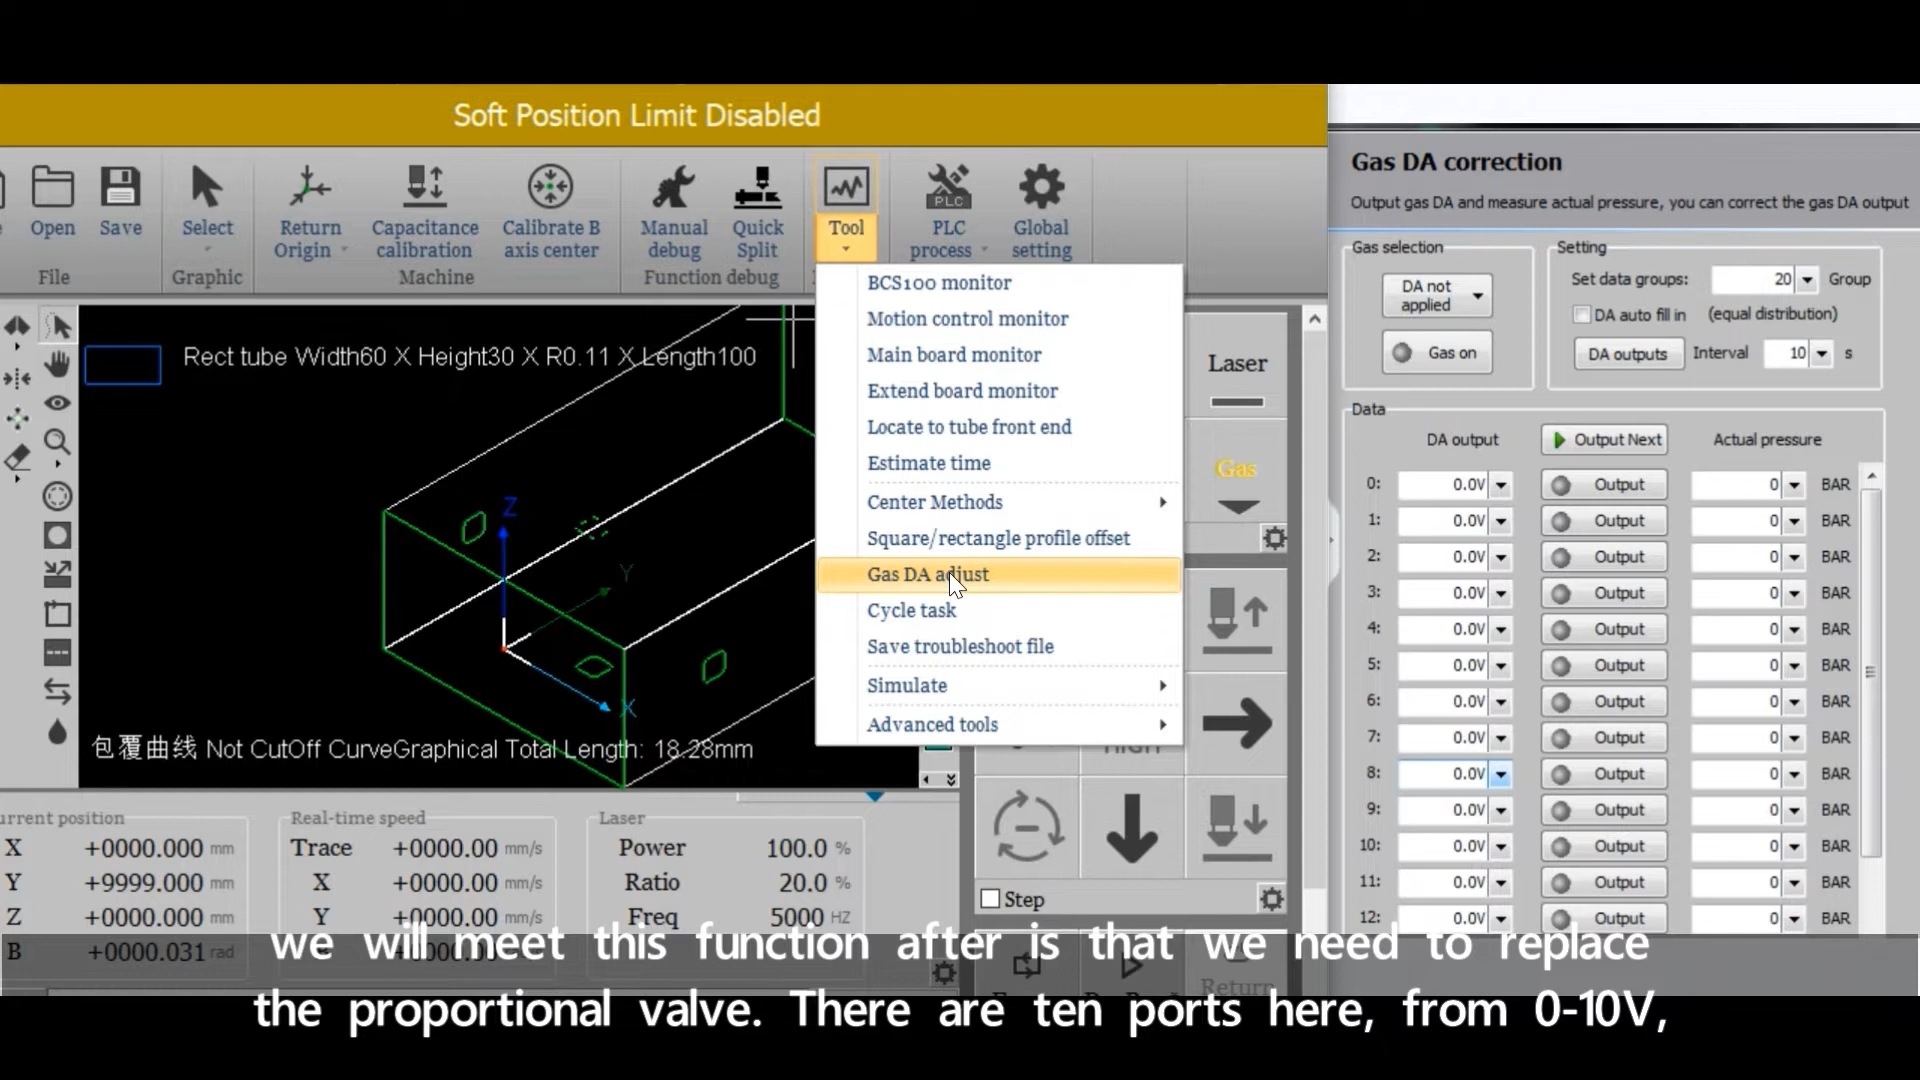 Soft Position Limit Disabled
Open
Save
Select
Return
Origin
Capacitance
calibration
Calibrate B
axis center
Manual
debug
Quick
Split
Tool
PLC
PLC
process
Global
setting
File
Graphic
Machine
Function debug
BCS100 monitor
Motion control monitor
Main board monitor
Extend board monitor
Locate to tube front end
Estimate time
Center Methods
Square/rectangle profile offset
Gas DA adjust
Cycle task
Save troubleshoot file
Simulate
Advanced tools
Rect tube Width60 X Height30 X R0.11 X Length100
Z
Y
X
包覆曲线 Not CutOff CurveGraphical Total Length: 18.28mm
Laser
Gas
HIGH
Step
Return
urrent position
X +0000.000 mm
Y +9999.000 mm
Z +0000.000 mm
B +0000.031 rad
Real-time speed
Trace +0000.00 mm/s
X +0000.00 mm/s
Y +0000.00 mm/s
Laser
Power 100.0 %
Ratio 20.0 %
Freq 5000 HZ
Gas DA correction
Output gas DA and measure actual pressure, you can correct the gas DA output
Gas selection
DA not
applied
Gas on
Setting
Set data groups: 20 Group
DA auto fill in (equal distribution)
DA outputs Interval 10 s
Data
DA output Output Next Actual pressure
0: 0.0V Output 0 BAR
1: 0.0V Output 0 BAR
2: 0.0V Output 0 BAR
3: 0.0V Output 0 BAR
4: 0.0V Output 0 BAR
5: 0.0V Output 0 BAR
6: 0.0V Output 0 BAR
7: 0.0V Output 0 BAR
8: 0.0V Output 0 BAR
9: 0.0V Output 0 BAR
10: 0.0V Output 0 BAR
11: 0.0V Output 0 BAR
12: 0.0V Output 0 BAR
we will meet this function after is that we need to replace
the proportional valve. There are ten ports here, from 0-10V,